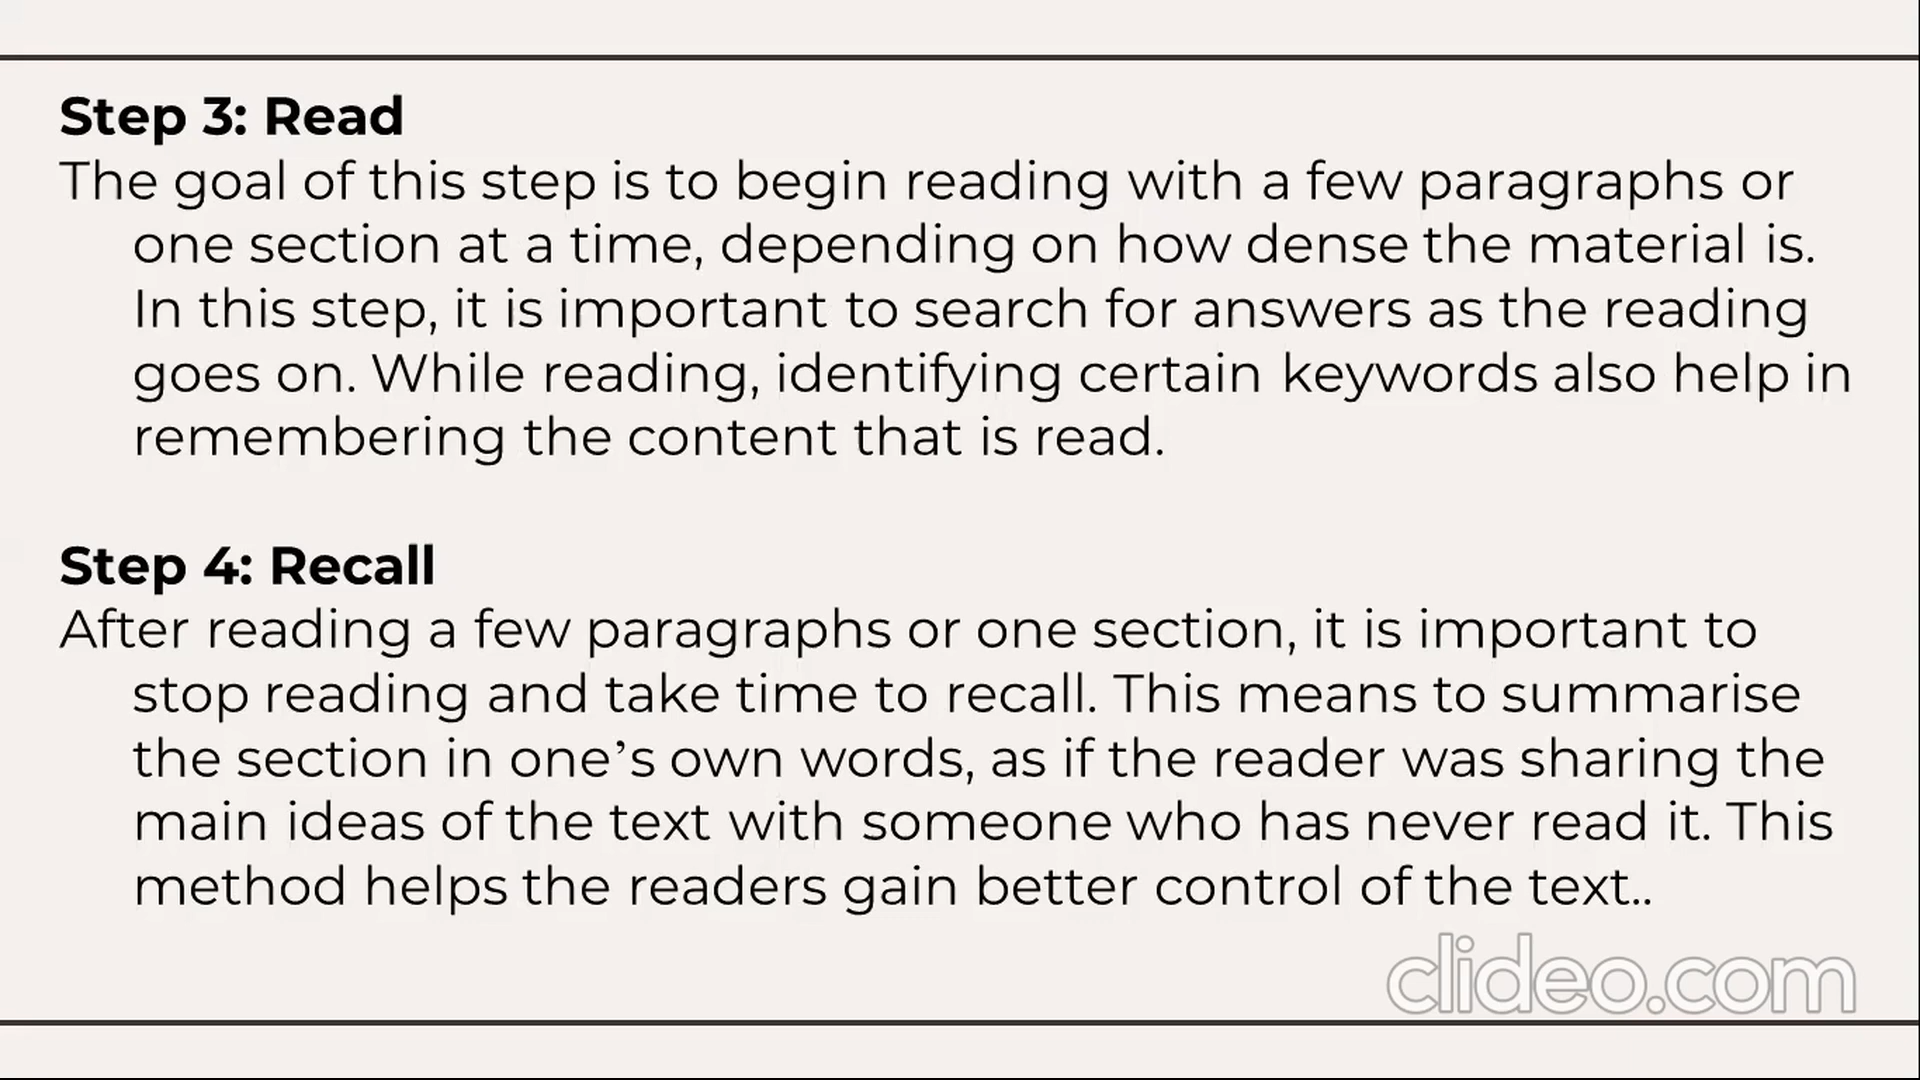 Step 3: Read
The goal of this step is to begin reading with a few paragraphs or
one section at a time, depending on how dense the material is.
In this step, it is important to search for answers as the reading
goes on. While reading, identifying certain keywords also help in
remembering the content that is read.
Step 4: Recall
After reading a few paragraphs or one section, it is important to
stop reading and take time to recall. This means to summarise
the section in one’s own words, as if the reader was sharing the
main ideas of the text with someone who has never read it. This
method helps the readers gain better control of the text..
clideo.com